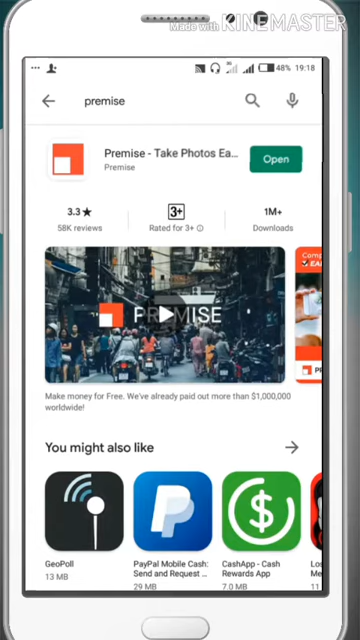 Made with KINEMASTER
48% 19:18
premise
Premise - Take Photos Ea...
Premise
Open
3.3★
58K reviews
3+
Rated for 3+
1M+
Downloads
PREMISE
Make money for Free. We've already paid out more than $1,000,000
worldwide!
You might also like
GeoPoll
13 MB
PayPal Mobile Cash:
Send and Request ...
29 MB
CashApp - Cash
Rewards App
7.0 MB